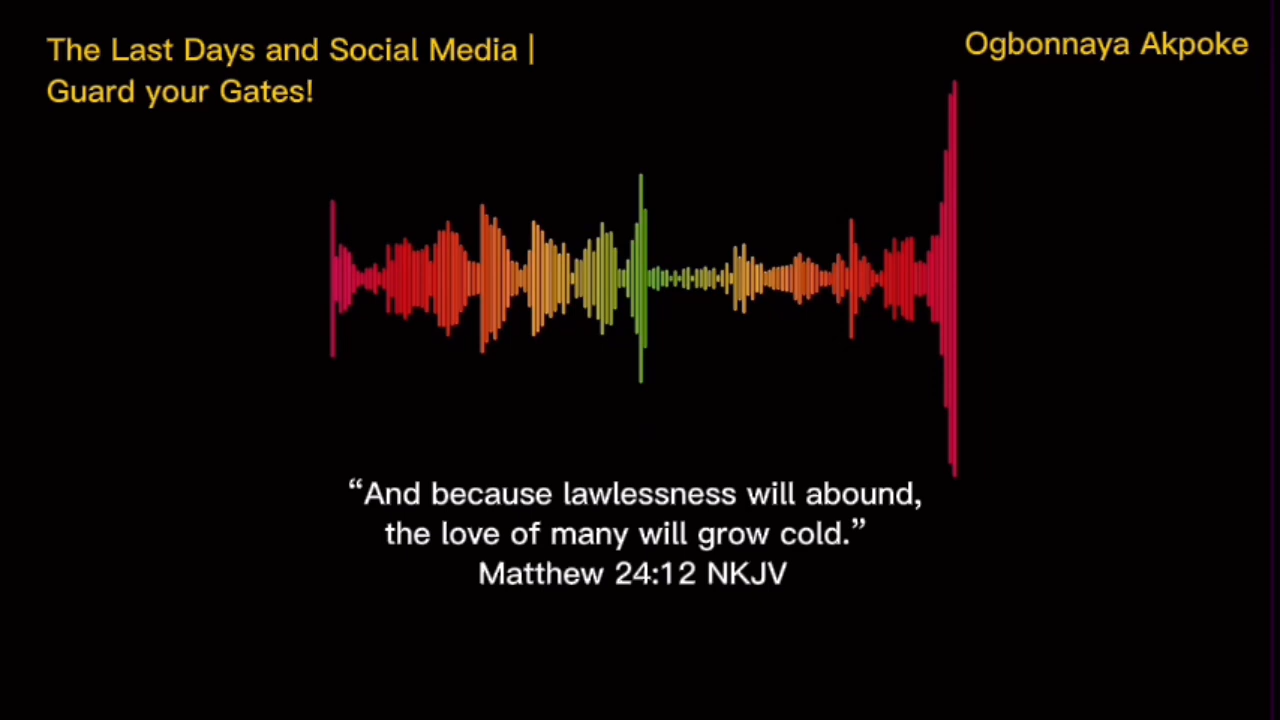 The Last Days and Social Media |
Guard your Gates!
Ogbonnaya Akpoke
“And because lawlessness will abound,
the love of many will grow cold.”
Matthew 24:12 NKJV